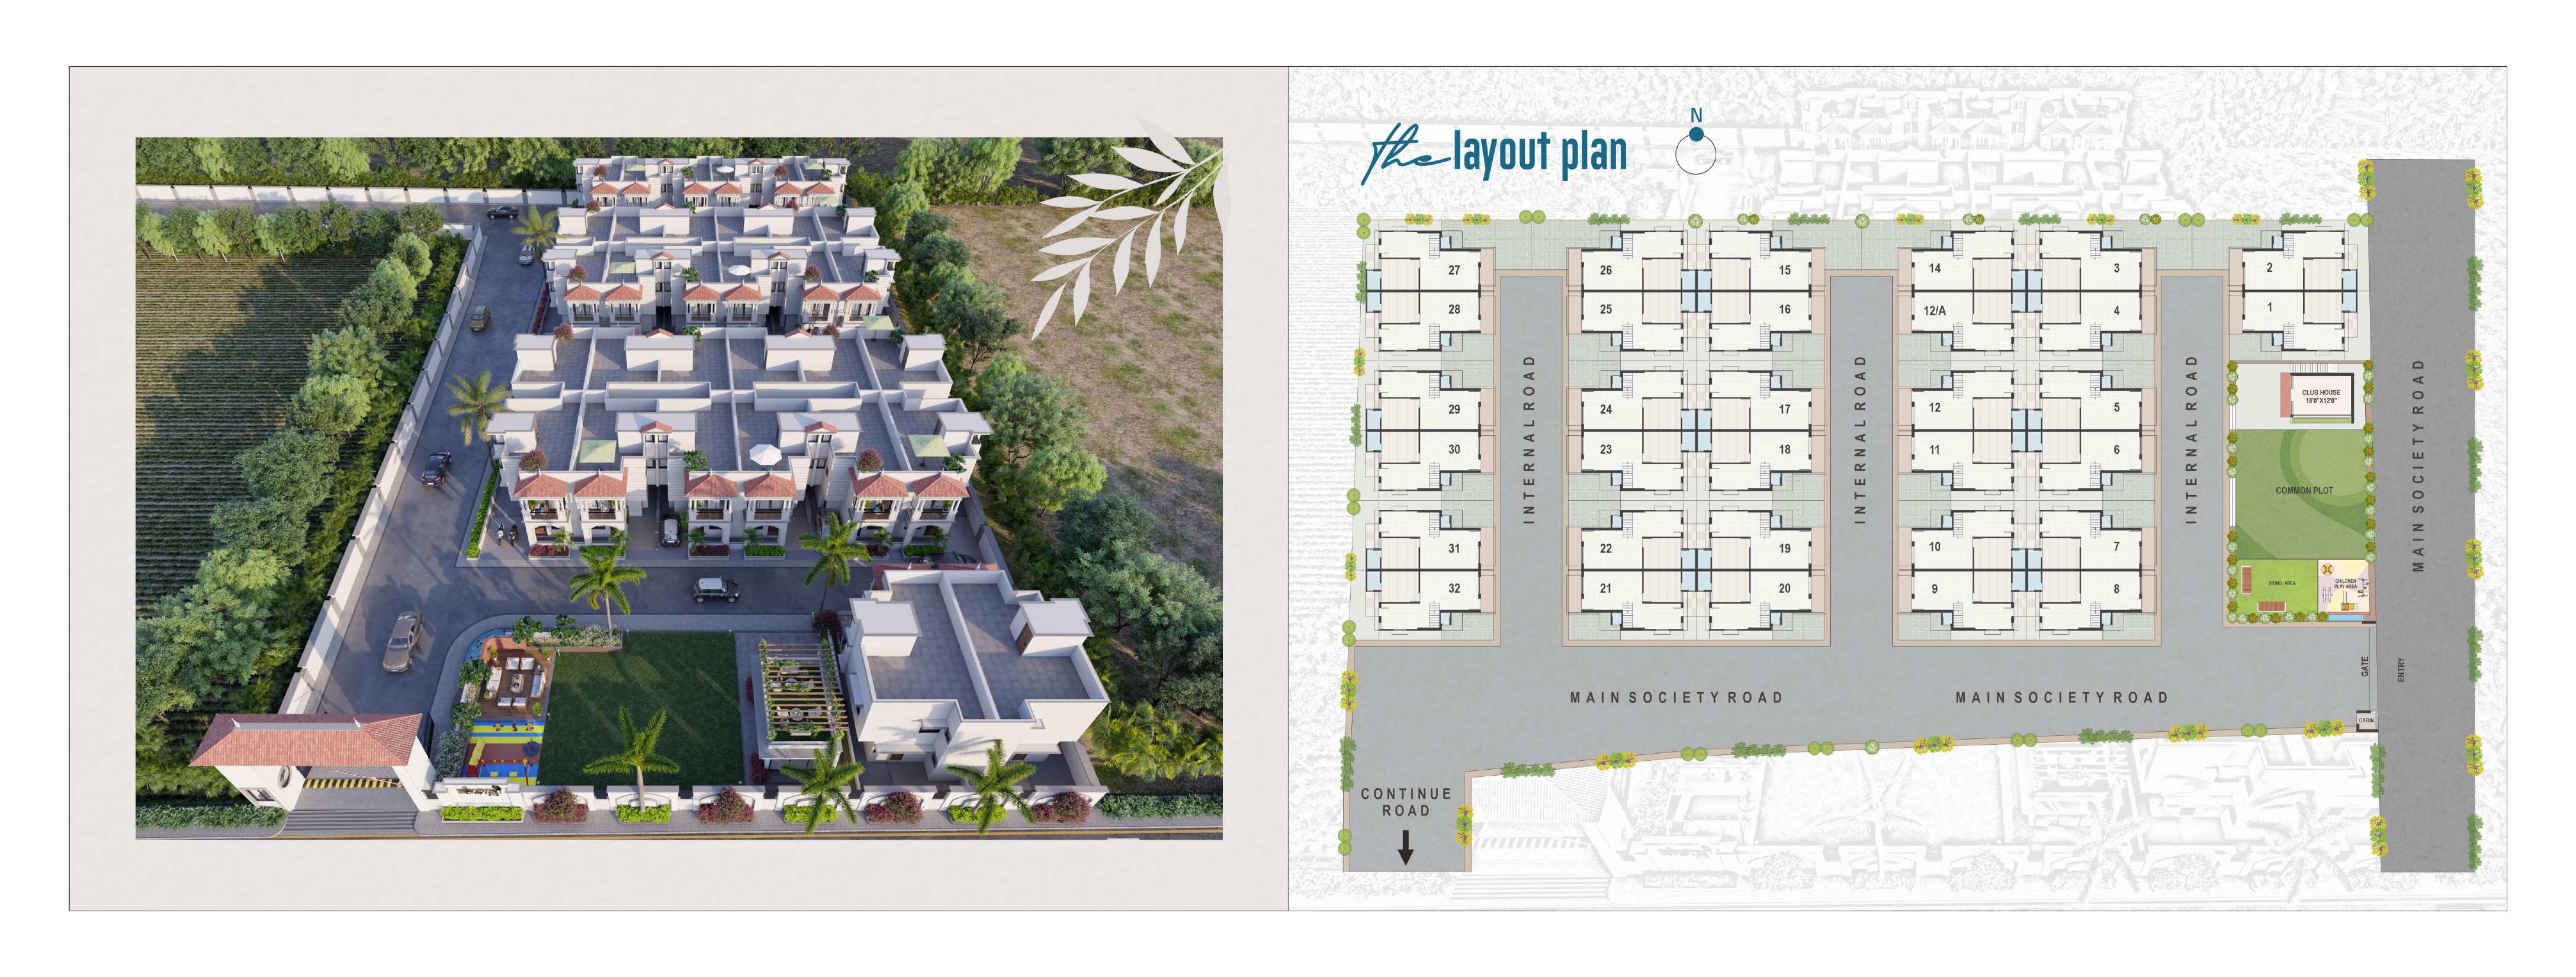 the layout plan
N
27
28
29
30
31
32
INTERNAL ROAD
26
25
24
23
22
21
15
16
17
18
19
20
INTERNAL ROAD
14
12/A
12
11
10
9
3
4
5
6
7
8
INTERNAL ROAD
2
1
CLUB HOUSE
18'0"X12'0"
COMMON PLOT
SITING AREA
CHILDREN
PLAY AREA
MAIN SOCIETY ROAD
GATE
ENTRY
CABIN
MAIN SOCIETY ROAD
MAIN SOCIETY ROAD
CONTINUE
ROAD